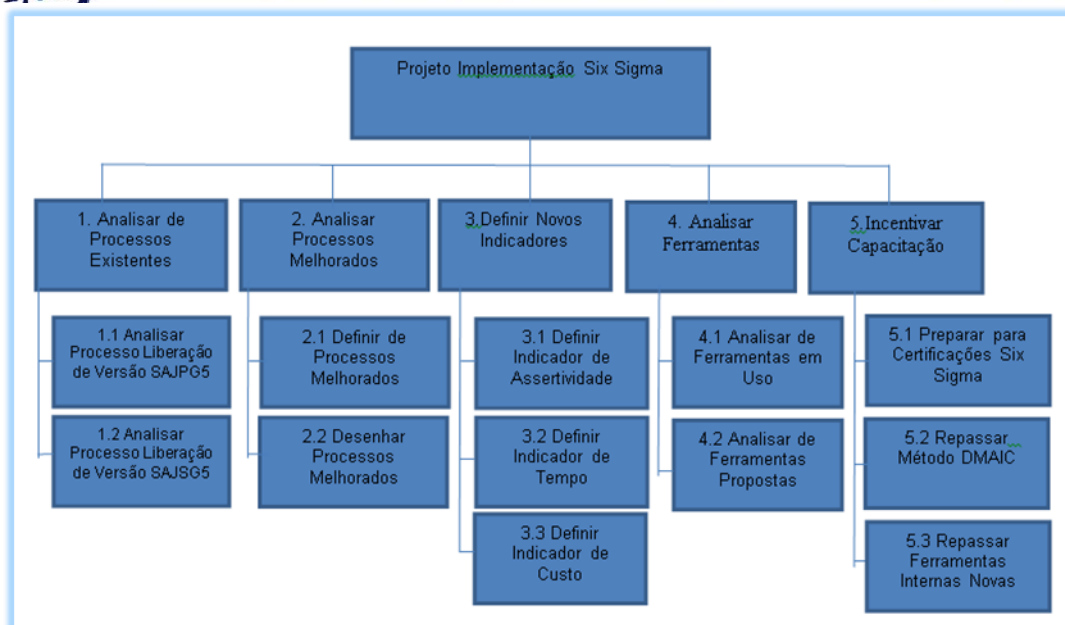 Projeto Implementação Six Sigma
1. Analisar de
Processos
Existentes
2. Analisar
Processos
Melhorados
3.Definir Novos
Indicadores
4. Analisar
Ferramentas
5.Incentivar
Capacitação
1.1 Analisar
Processo Liberação
de Versão SAJPG5
2.1 Definir de
Processos
Melhorados
3.1 Definir
Indicador de
Assertividade
4.1 Analisar de
Ferramentas em
Uso
5.1 Preparar para
Certificações Six
Sigma
1.2 Analisar
Processo Liberação
de Versão SAJSG5
2.2 Desenhar
Processos
Melhorados
3.2 Definir
Indicador de
Tempo
4.2 Analisar de
Ferramentas
Propostas
5.2 Repassar
Método DMAIC
3.3 Definir
Indicador de
Custo
5.3 Repassar
Ferramentas
Internas Novas